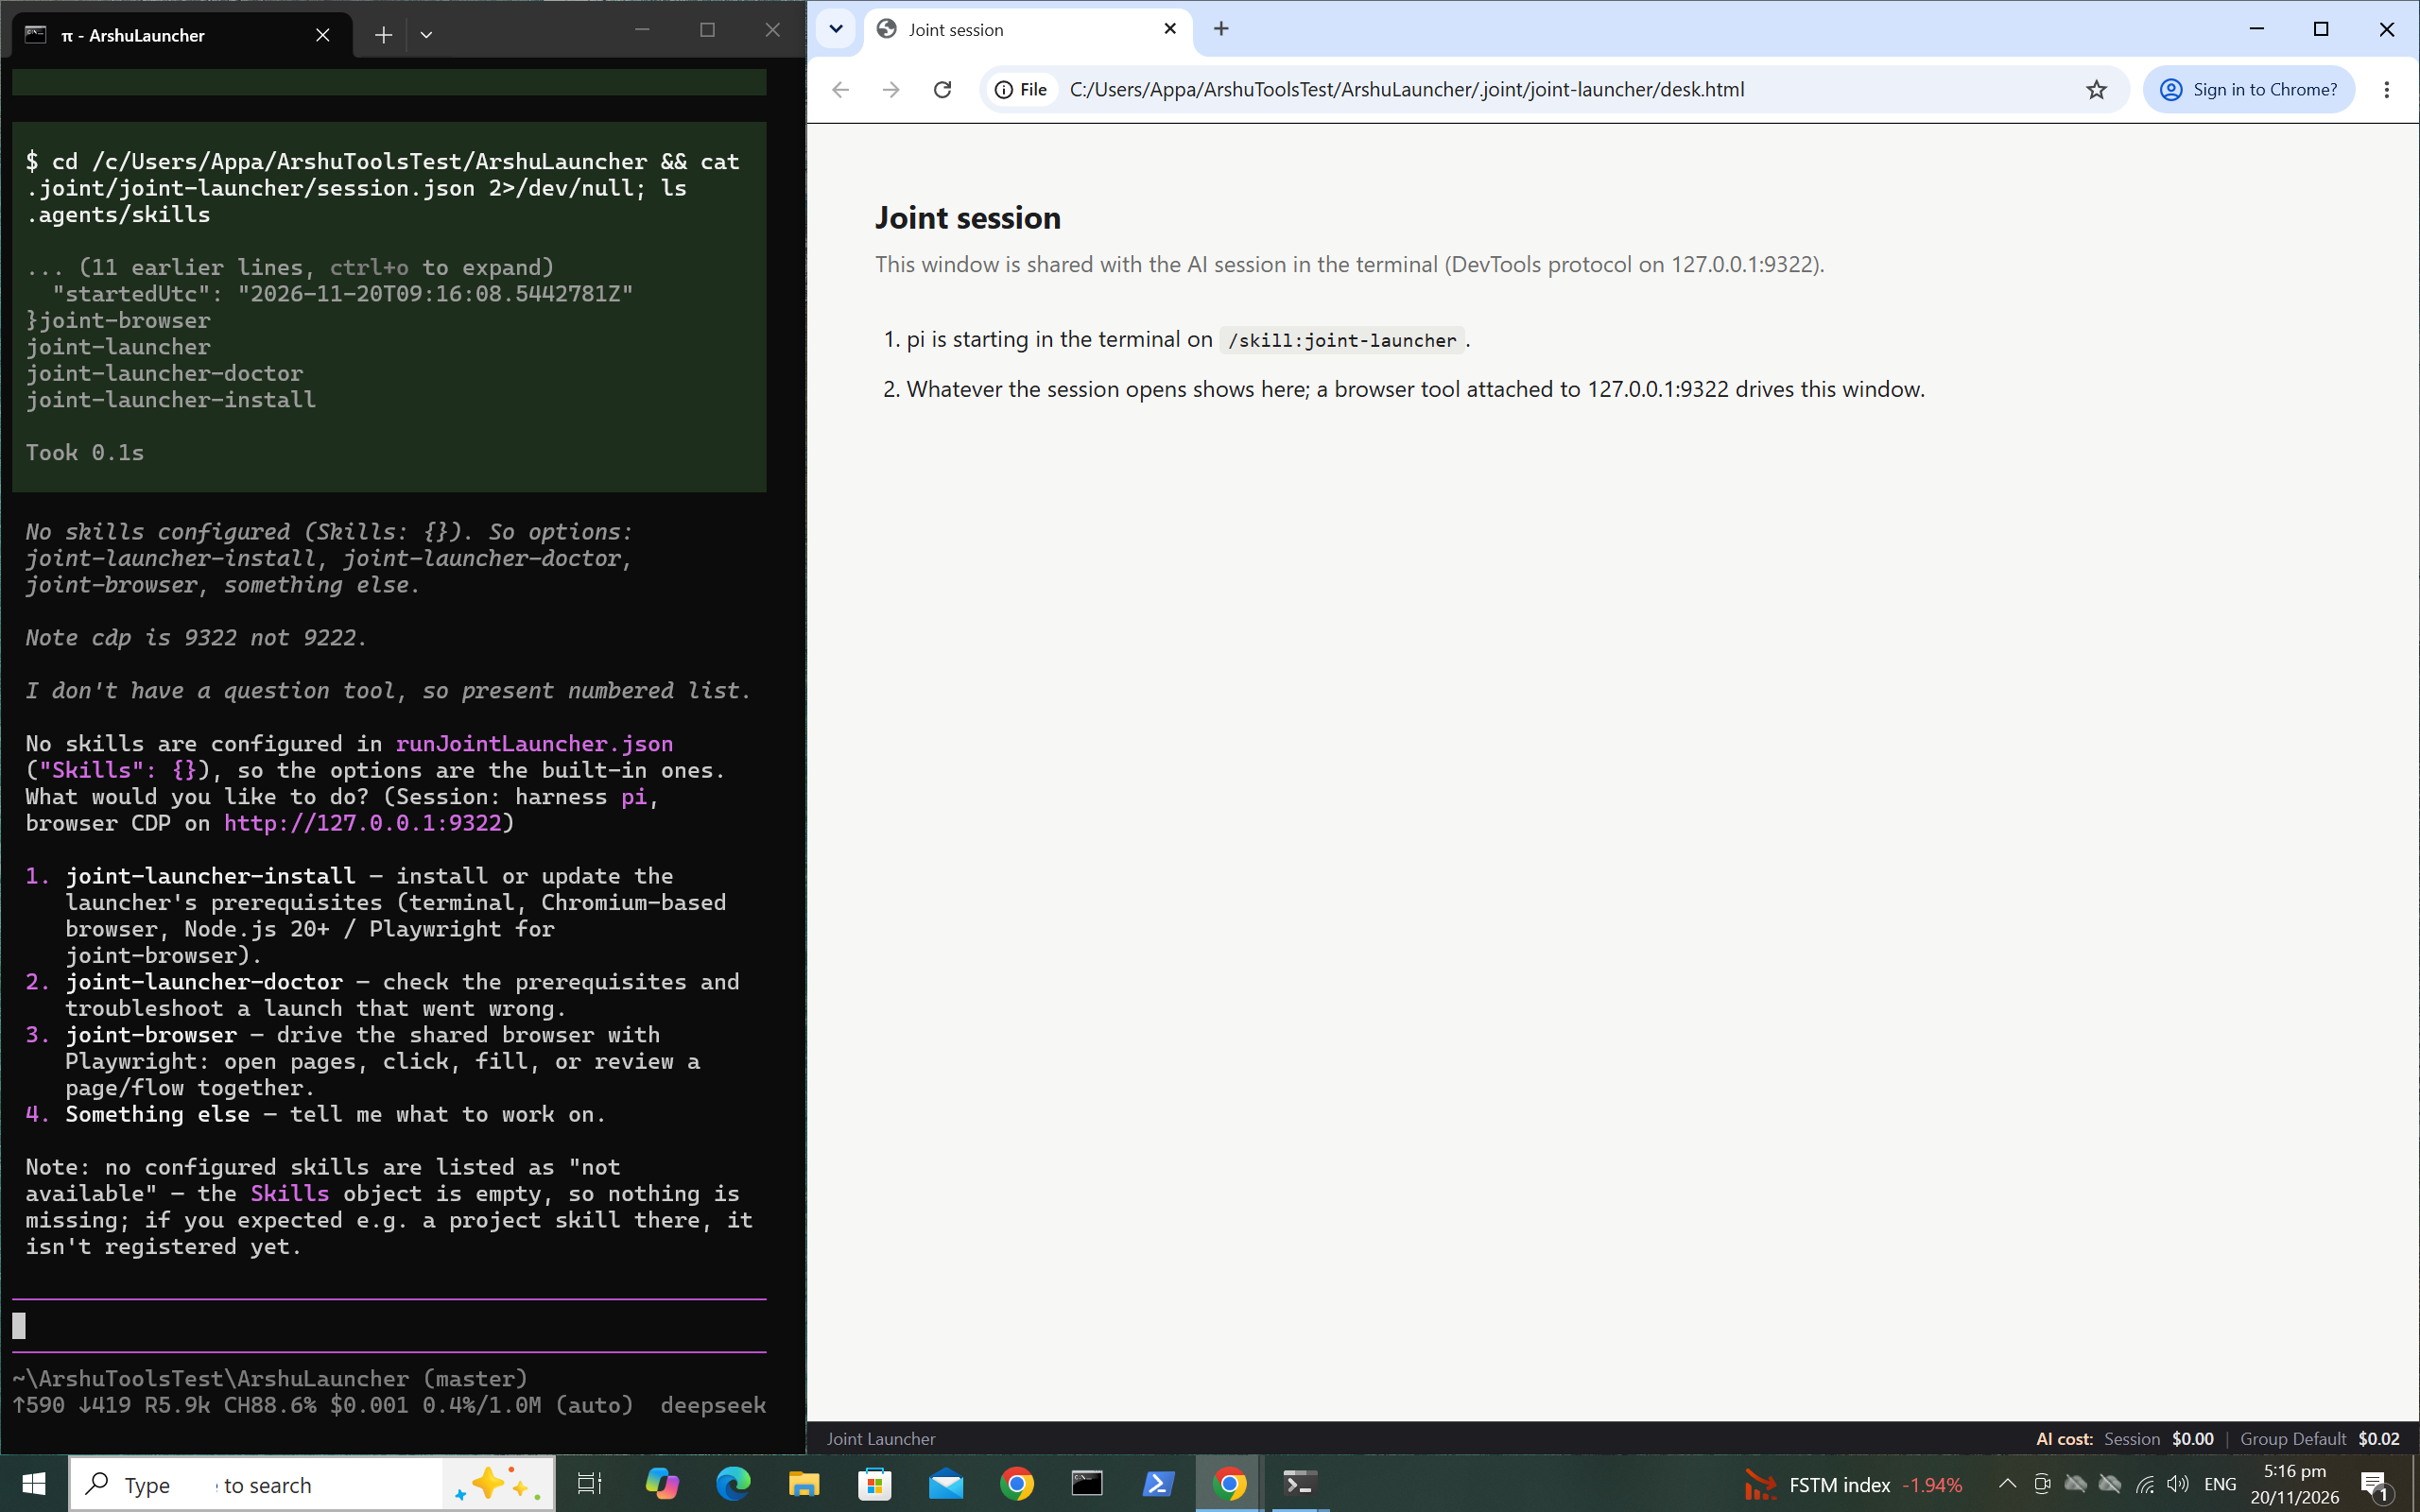 π - ArshuLauncher
$ cd /c/Users/Appa/ArshuToolsTest/ArshuLauncher && cat
.joint/joint-launcher/session.json 2>/dev/null; ls
.agents/skills
... (11 earlier lines, ctrl+o to expand)
"startedUtc": "2026-11-20T09:16:08.5442781Z"
}joint-browser
joint-launcher
joint-launcher-doctor
joint-launcher-install
Took 0.1s
No skills configured (Skills: {}). So options:
joint-launcher-install, joint-launcher-doctor,
joint-browser, something else.
Note cdp is 9322 not 9222.
I don't have a question tool, so present numbered list.
No skills are configured in runJointLauncher.json
("Skills": {}), so the options are the built-in ones.
What would you like to do? (Session: harness pi,
browser CDP on http://127.0.0.1:9322)
1. joint-launcher-install — install or update the
launcher's prerequisites (terminal, Chromium-based
browser, Node.js 20+ / Playwright for
joint-browser).
2. joint-launcher-doctor — check the prerequisites and
troubleshoot a launch that went wrong.
3. joint-browser — drive the shared browser with
Playwright: open pages, click, fill, or review a
page/flow together.
4. Something else — tell me what to work on.
Note: no configured skills are listed as "not
available" — the Skills object is empty, so nothing is
missing; if you expected e.g. a project skill there, it
isn't registered yet.
~\ArshuToolsTest\ArshuLauncher (master)
↑590 ↓419 R5.9k CH88.6% $0.001 0.4%/1.0M (auto) deepseek
Joint session
File C:/Users/Appa/ArshuToolsTest/ArshuLauncher/.joint/joint-launcher/desk.html
Sign in to Chrome?
Joint session
This window is shared with the AI session in the terminal (DevTools protocol on 127.0.0.1:9322).
1. pi is starting in the terminal on /skill:joint-launcher .
2. Whatever the session opens shows here; a browser tool attached to 127.0.0.1:9322 drives this window.
Joint Launcher
AI cost: Session $0.00 | Group Default $0.02
Type to search
FSTM index -1.94%
ENG
5:16 pm
20/11/2026
1